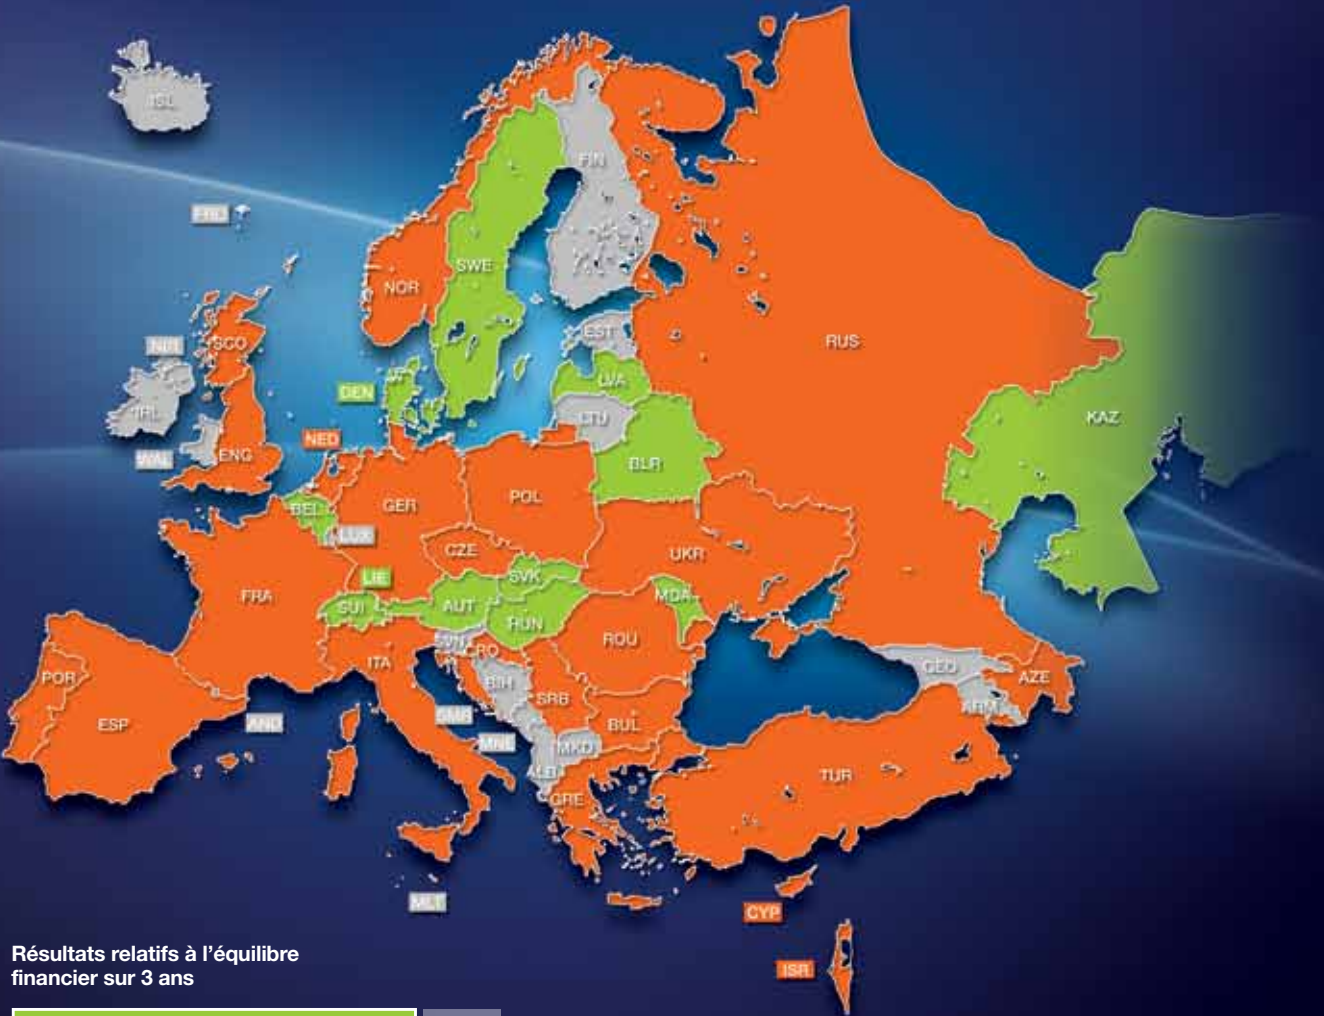 ISL
FIN
FRO
SWE
NOR
EST
RUS
NIR
SCO
LVA
DEN
IRL
LTU
KAZ
NED
WAL
ENG
BLR
POL
GER
BEL
LUX
CZE
UKR
LIE
SVK
FRA
SUI
AUT
MDA
HUN
ROU
SVN
CRO
ITA
GEO
POR
BIH
AZE
SRB
ARM
SMR
AND
ESP
BUL
MNE
MKD
ALB
TUR
GRE
MLT
CYP
Résultats relatifs à l’équilibre
financier sur 3 ans
ISR